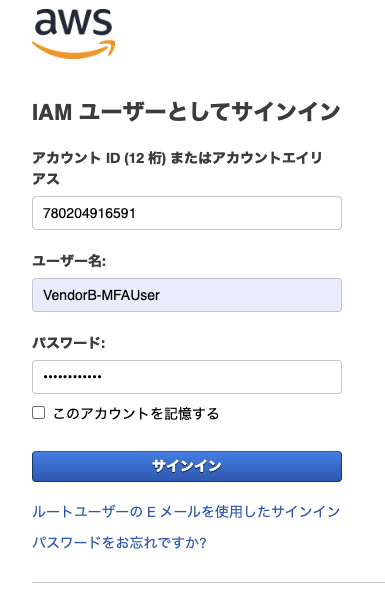 aws
IAM ユーザーとしてサインイン
アカウント ID (12 桁) またはアカウントエイリ
アス
780204916591
ユーザー名:
VendorB-MFAUser
パスワード:
••••••••••••
このアカウントを記憶する
サインイン
ルートユーザーの E メールを使用したサインイン
パスワードをお忘れですか?